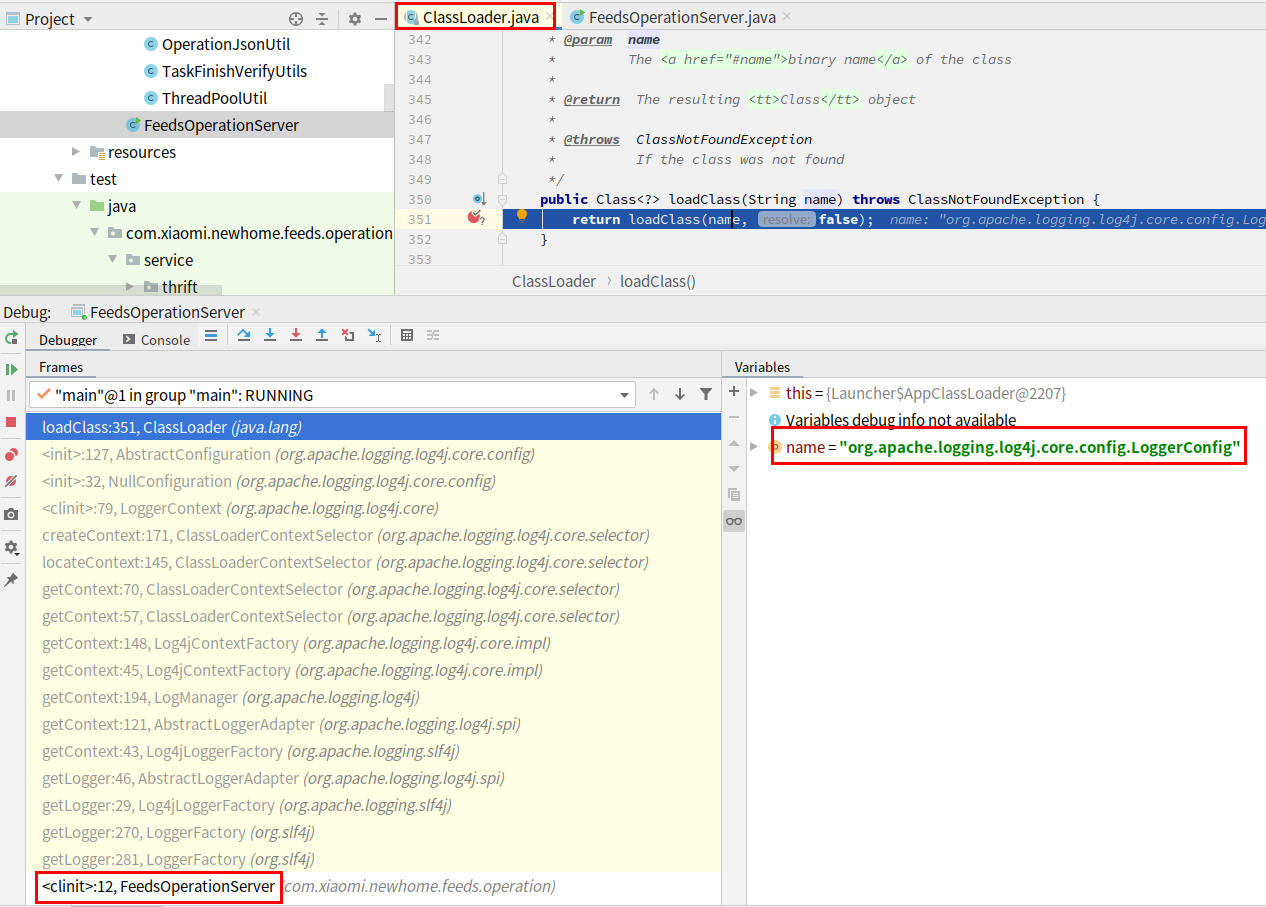 Project
ClassLoader.java
FeedsOperationServer.java
OperationJsonUtil
TaskFinishVerifyUtils
ThreadPoolUtil
FeedsOperationServer
resources
test
java
com.xiaomi.newhome.feeds.operation
service
thrift
342 * @param name
343 * The <a href="#name">binary name</a> of the class
344 *
345 * @return The resulting <tt>Class</tt> object
346 *
347 * @throws ClassNotFoundException
348 * If the class was not found
349 */
350 public Class<?> loadClass(String name) throws ClassNotFoundException {
351 return loadClass(name, resolve: false); name: "org.apache.logging.log4j.core.config.Log
352 }
353
ClassLoader › loadClass()
Debug: FeedsOperationServer
Debugger Console
Frames
"main"@1 in group "main": RUNNING
loadClass:351, ClassLoader (java.lang)
<init>:127, AbstractConfiguration (org.apache.logging.log4j.core.config)
<init>:32, NullConfiguration (org.apache.logging.log4j.core.config)
<clinit>:79, LoggerContext (org.apache.logging.log4j.core)
createContext:171, ClassLoaderContextSelector (org.apache.logging.log4j.core.selector)
locateContext:145, ClassLoaderContextSelector (org.apache.logging.log4j.core.selector)
getContext:70, ClassLoaderContextSelector (org.apache.logging.log4j.core.selector)
getContext:57, ClassLoaderContextSelector (org.apache.logging.log4j.core.selector)
getContext:148, Log4jContextFactory (org.apache.logging.log4j.core.impl)
getContext:45, Log4jContextFactory (org.apache.logging.log4j.core.impl)
getContext:194, LogManager (org.apache.logging.log4j)
getContext:121, AbstractLoggerAdapter (org.apache.logging.log4j.spi)
getContext:43, Log4jLoggerFactory (org.apache.logging.slf4j)
getLogger:46, AbstractLoggerAdapter (org.apache.logging.log4j.spi)
getLogger:29, Log4jLoggerFactory (org.apache.logging.slf4j)
getLogger:270, LoggerFactory (org.slf4j)
getLogger:281, LoggerFactory (org.slf4j)
<clinit>:12, FeedsOperationServer (com.xiaomi.newhome.feeds.operation)
Variables
this = {Launcher$AppClassLoader@2207}
Variables debug info not available
name = "org.apache.logging.log4j.core.config.LoggerConfig"